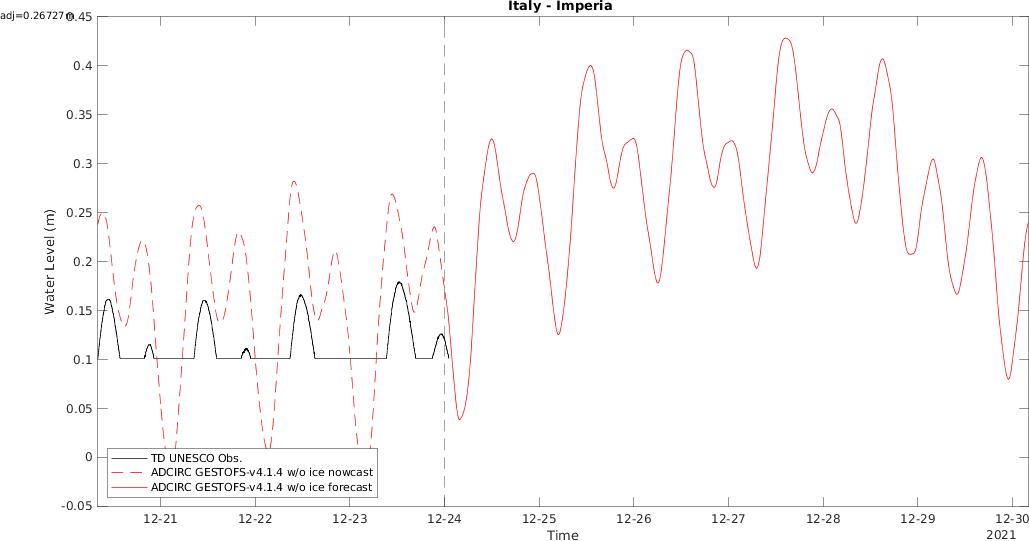 Italy - Imperia
adj=0.26727m
0.45
0.4
0.35
0.3
0.25
0.2
0.15
0.1
0.05
0
-0.05
Water Level (m)
TD UNESCO Obs.
ADCIRC GESTOFS-v4.1.4 w/o ice nowcast
ADCIRC GESTOFS-v4.1.4 w/o ice forecast
12-21 12-22 12-23 12-24 12-25 12-26 12-27 12-28 12-29 12-30
Time
2021